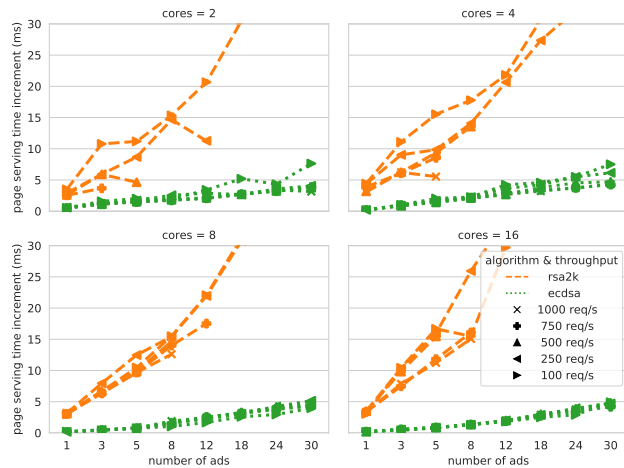 cores = 2
cores = 4
page serving time increment (ms)
30
25
20
15
10
5
0
cores = 8
cores = 16
page serving time increment (ms)
30
25
20
15
10
5
0
1 3 5 8 12 18 24 30
number of ads
1 3 5 8 12 18 24 30
number of ads
algorithm & throughput
rsa2k
ecdsa
1000 req/s
750 req/s
500 req/s
250 req/s
100 req/s